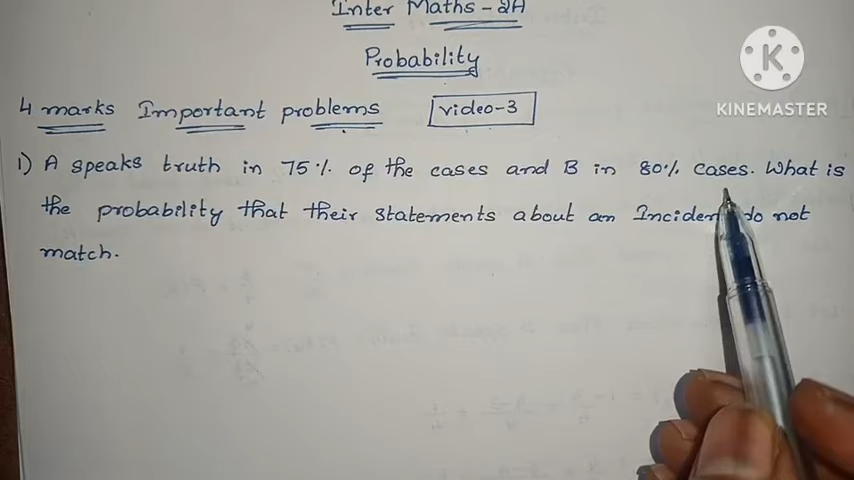 Inter Maths - 2A
Probability
4 marks Important problems video-3
KINEMASTER
1) A speaks truth in 75% of the cases and B in 80% cases. What is
the probability that their statements about an Inciden do not
match.